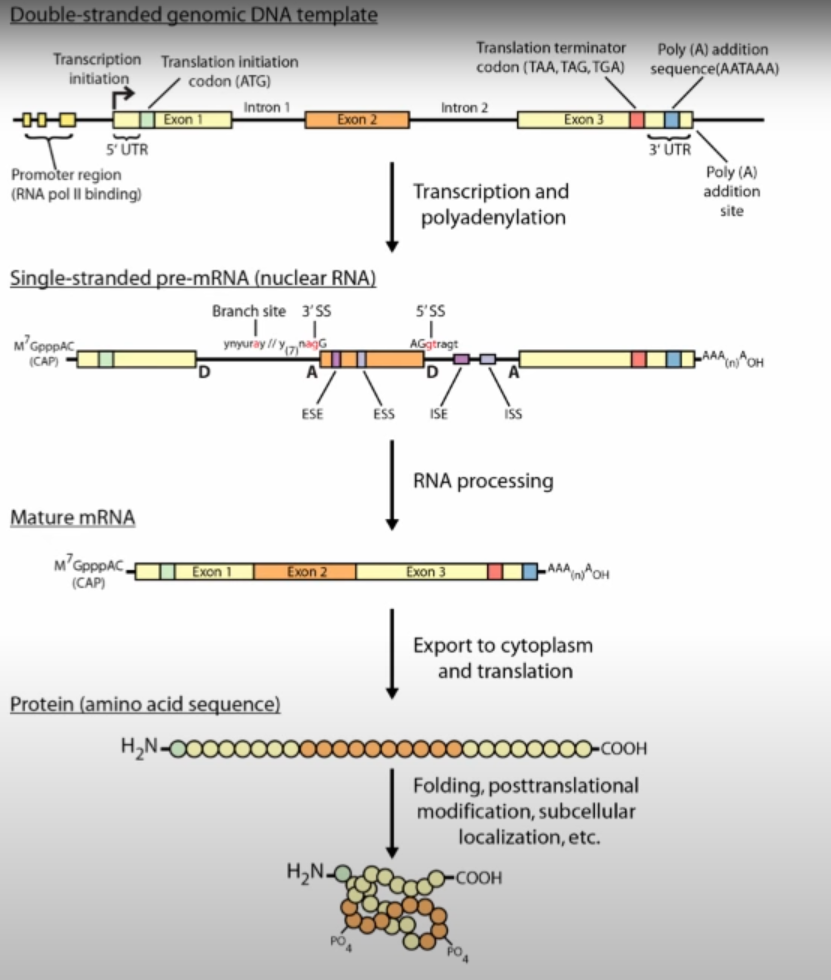 Double-stranded genomic DNA template
Transcription
initiation
Translation initiation
codon (ATG)
Translation terminator
codon (TAA, TAG, TGA)
Poly (A) addition
sequence(AATAAA)
Exon 1
Intron 1
Exon 2
Intron 2
Exon 3
5' UTR
3' UTR
Promoter region
(RNA pol II binding)
Poly (A)
addition
site
Transcription and
polyadenylation
Single-stranded pre-mRNA (nuclear RNA)
Branch site
3' SS
5' SS
M7GpppAC
(CAP)
ynyuray // y(7)nagG
AGgtragt
AAA(n)AOH
D
A
D
A
ESE
ESS
ISE
ISS
RNA processing
Mature mRNA
M7GpppAC
(CAP)
Exon 1
Exon 2
Exon 3
AAA(n)AOH
Export to cytoplasm
and translation
Protein (amino acid sequence)
H2N
COOH
Folding, posttranslational
modification, subcellular
localization, etc.
H2N
COOH
PO4
PO4